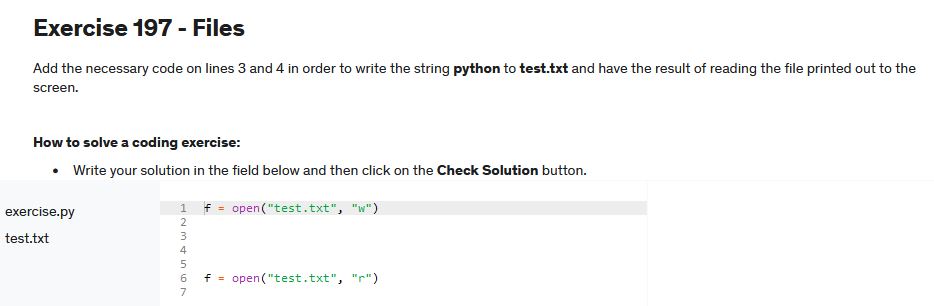 Exercise 197 - Files
Add the necessary code on lines 3 and 4 in order to write the string python to test.txt and have the result of reading the file printed out to the
screen.
How to solve a coding exercise:
• Write your solution in the field below and then click on the Check Solution button.
exercise.py
test.txt
1 f = open("test.txt", "w")
2
3
4
5
6 f = open("test.txt", "r")
7